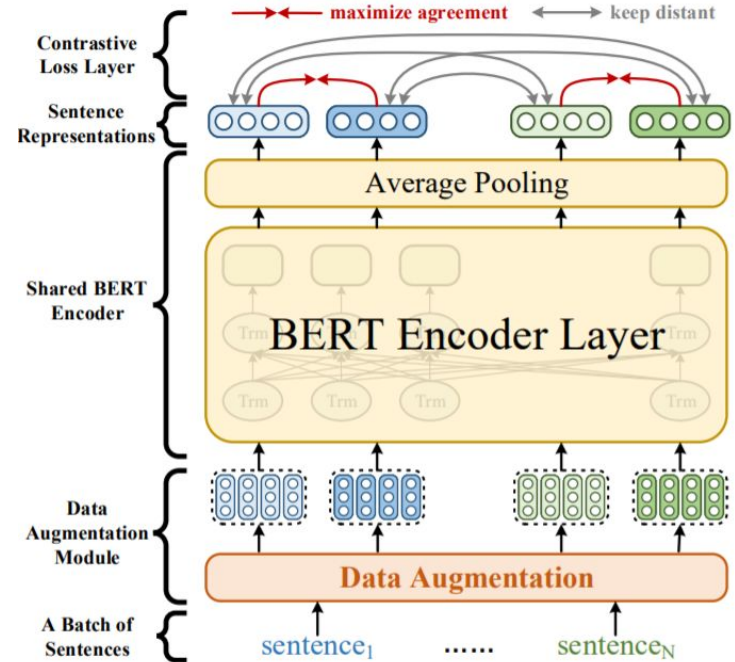 Contrastive
Loss Layer
maximize agreement
keep distant
Sentence
Representations
Average Pooling
Shared BERT
Encoder
BERT Encoder Layer
Trm Trm Trm Trm
Trm Trm Trm Trm
Data
Augmentation
Module
Data Augmentation
A Batch of
Sentences
sentence₁ ...... sentenceN